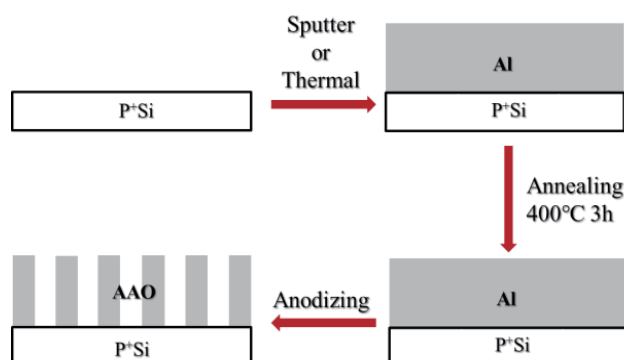 Sputter
or
Thermal
Al
P⁺Si
P⁺Si
Annealing
400°C 3h
AAO
Anodizing
Al
P⁺Si
P⁺Si